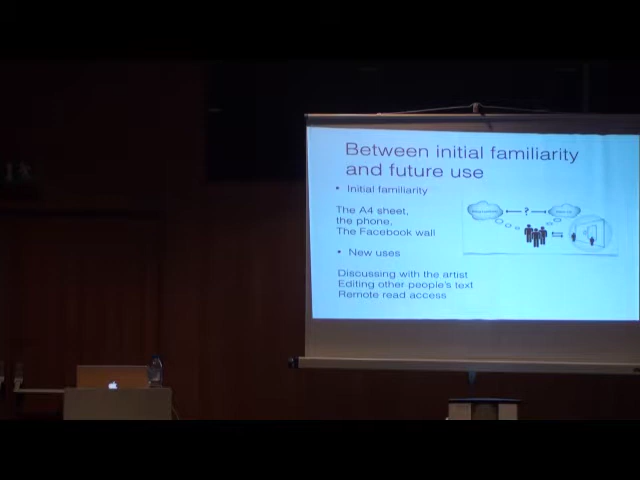 Between initial familiarity
and future use
• Initial familiarity
The A4 sheet,
the phone,
The Facebook wall
?
• New uses
Discussing with the artist
Editing other people's text
Remote read access